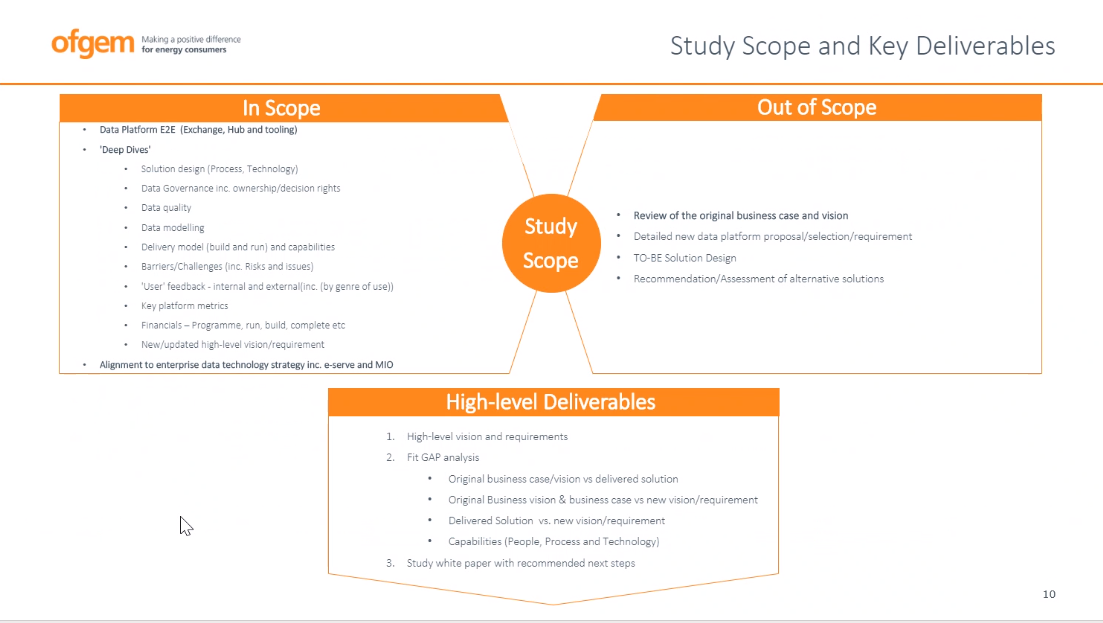 ofgem
Making a positive difference
for energy consumers
Study Scope and Key Deliverables
In Scope
• Data Platform E2E (Exchange, Hub and tooling)
• 'Deep Dives'
• Solution design (Process, Technology)
• Data Governance inc. ownership/decision rights
• Data quality
• Data modelling
• Delivery model (build and run) and capabilities
• Barriers/Challenges (inc. Risks and issues)
• 'User' feedback - internal and external(inc. (by genre of use))
• Key platform metrics
• Financials – Programme, run, build, complete etc
• New/updated high-level vision/requirement
• Alignment to enterprise data technology strategy inc. e-serve and MIO
Study
Scope
Out of Scope
• Review of the original business case and vision
• Detailed new data platform proposal/selection/requirement
• TO-BE Solution Design
• Recommendation/Assessment of alternative solutions
High-level Deliverables
1. High-level vision and requirements
2. Fit GAP analysis
• Original business case/vision vs delivered solution
• Original Business vision & business case vs new vision/requirement
• Delivered Solution vs. new vision/requirement
• Capabilities (People, Process and Technology)
3. Study white paper with recommended next steps
10